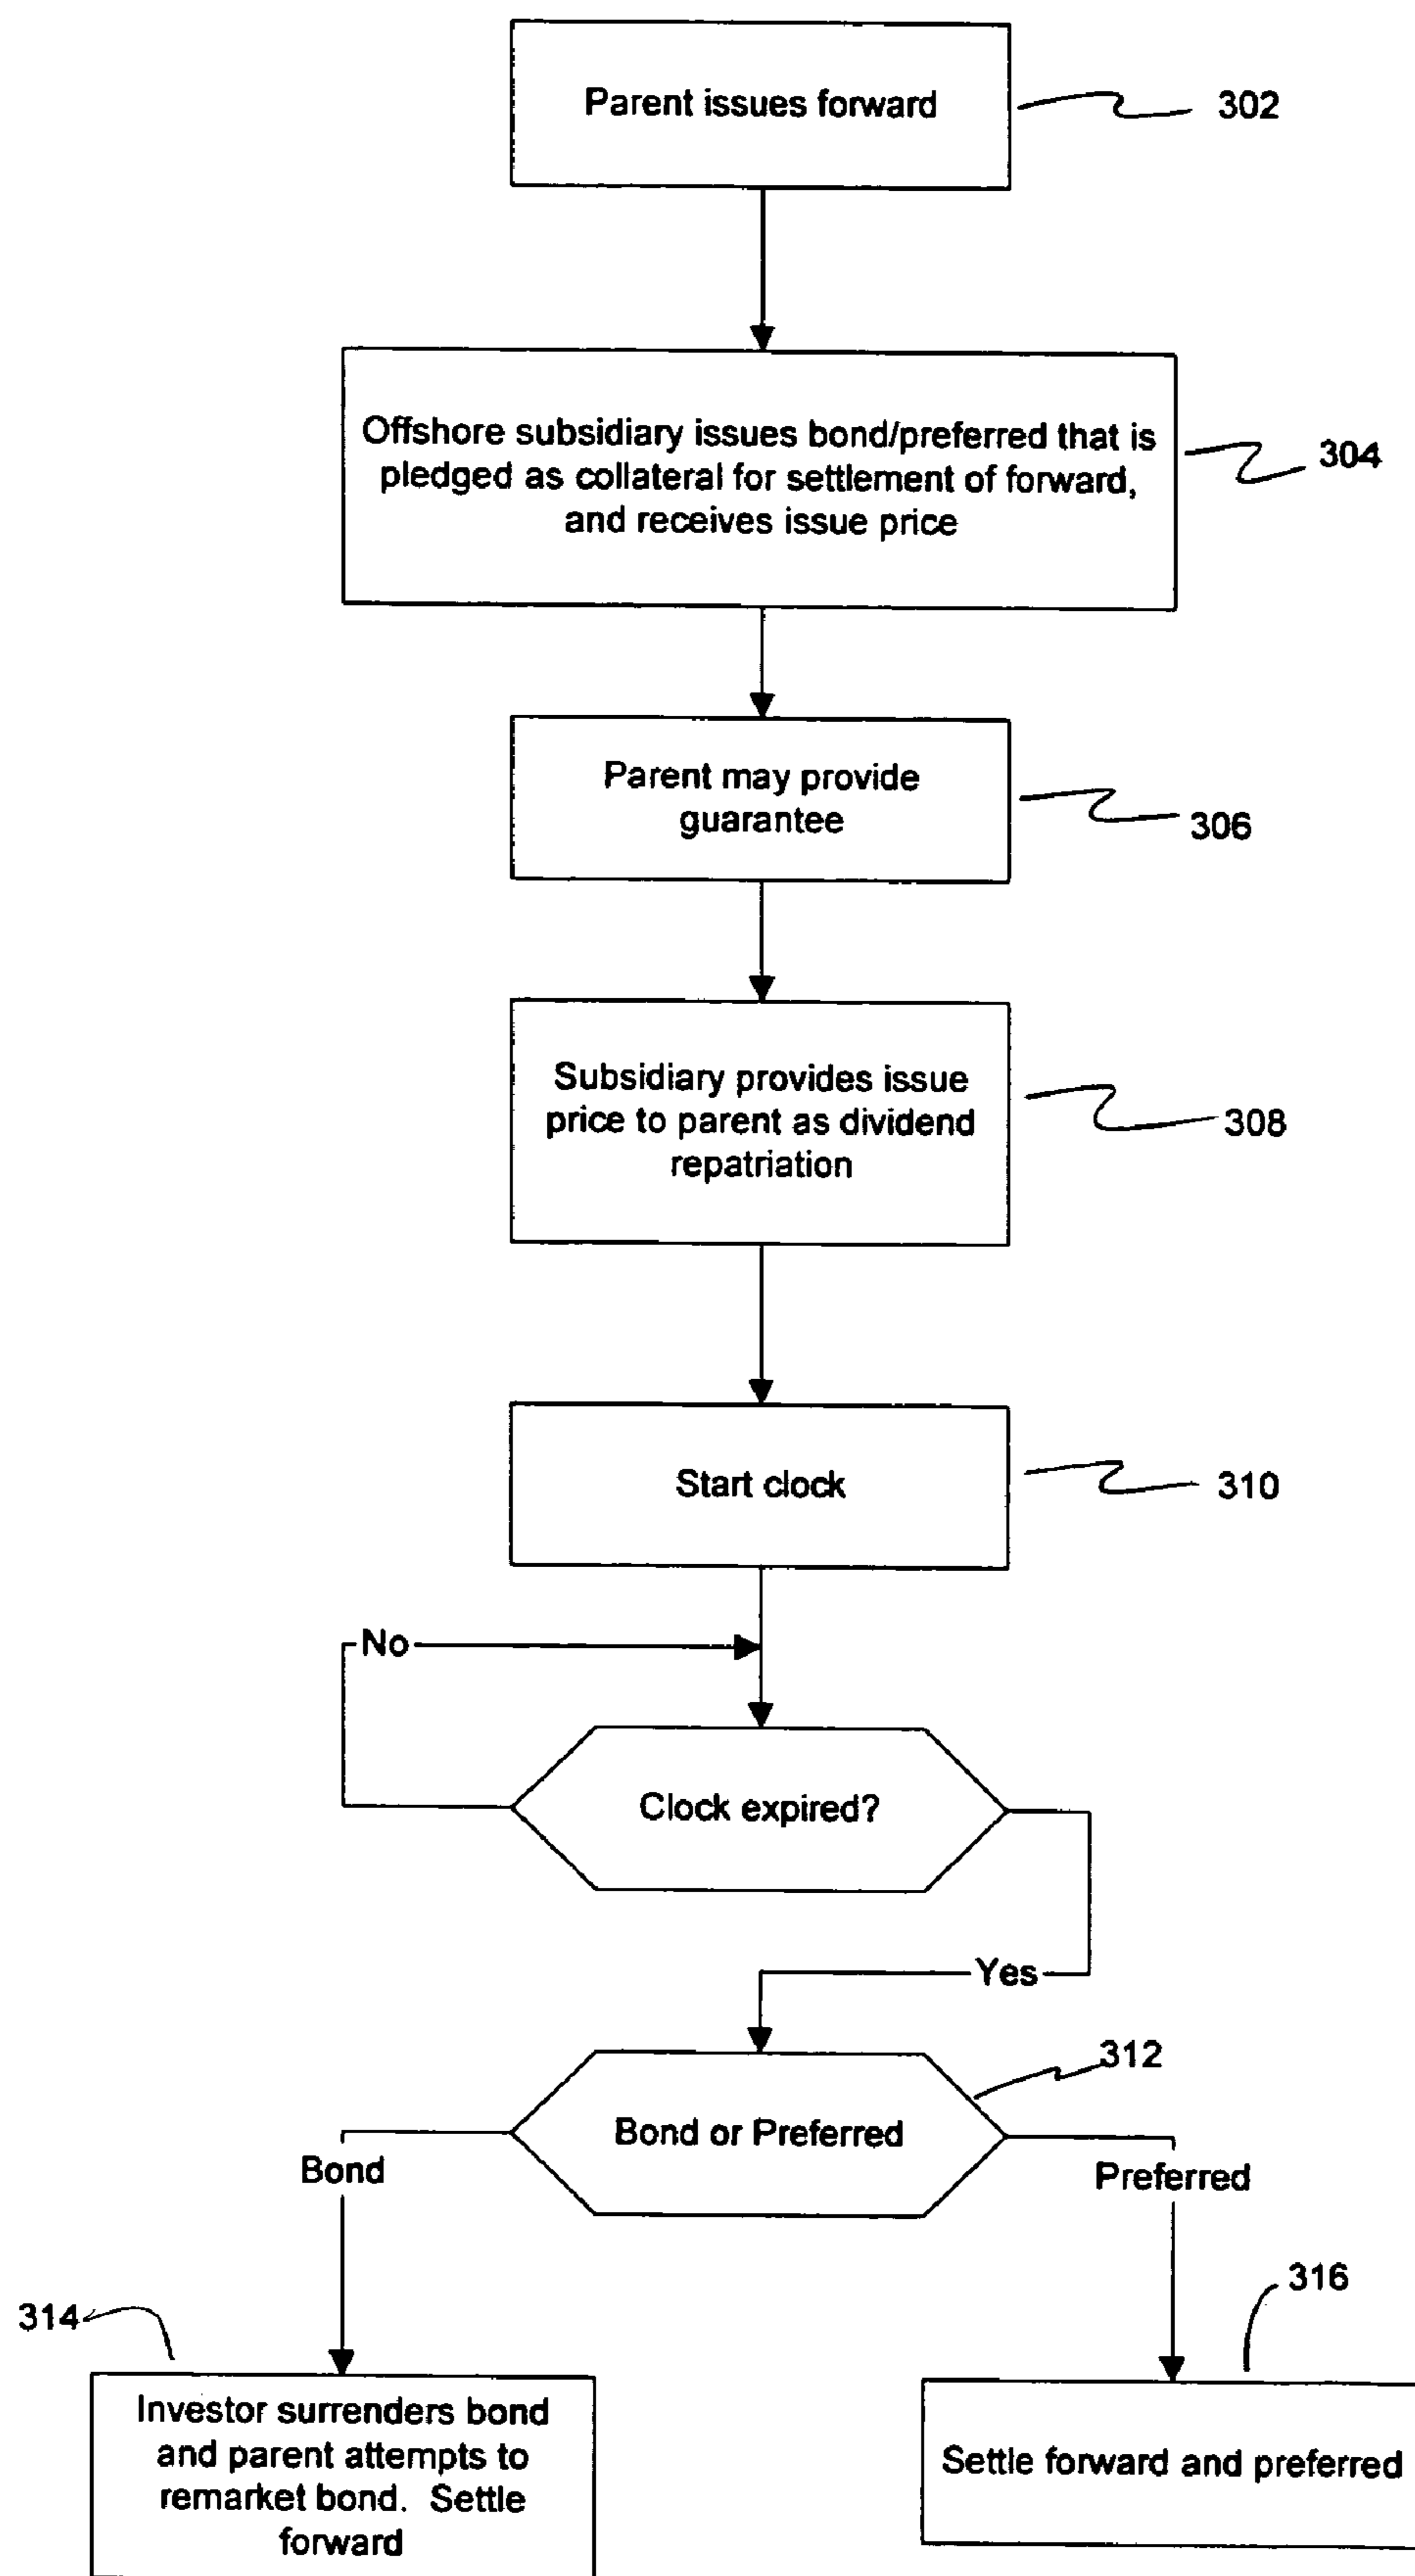 Parent issues forward
302
Offshore subsidiary issues bond/preferred that is
pledged as collateral for settlement of forward,
and receives issue price
304
Parent may provide
guarantee
306
Subsidiary provides issue
price to parent as dividend
repatriation
308
Start clock
310
No
Clock expired?
Yes
312
Bond or Preferred
Bond
Preferred
314
316
Investor surrenders bond
and parent attempts to
remarket bond. Settle
forward
Settle forward and preferred